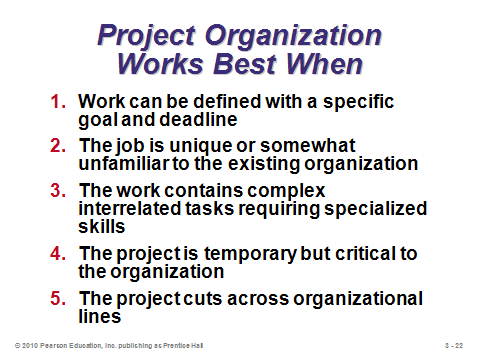 Project Organization
Works Best When
1. Work can be defined with a specific
goal and deadline
2. The job is unique or somewhat
unfamiliar to the existing organization
3. The work contains complex
interrelated tasks requiring specialized
skills
4. The project is temporary but critical to
the organization
5. The project cuts across organizational
lines
© 2010 Pearson Education, Inc. publishing as Prentice Hall
3 - 22